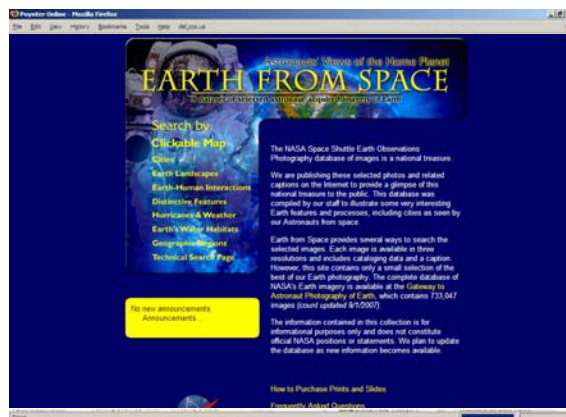 Poynter Online - Mozilla Firefox
File Edit View History Bookmarks Tools Help del.icio.us
Astronauts' Views of the Home Planet
EARTH FROM SPACE
A dataset of selected astronaut-acquired imagery of Earth
Search by:
Clickable Map
Cities
Earth Landscapes
Earth-Human Interactions
Distinctive Features
Hurricanes & Weather
Earth's Water Habitats
Geographic Regions
Technical Search Page
No new announcements.
Announcements...
The NASA Space Shuttle Earth Observations
Photography database of images is a national treasure.
We are publishing these selected photos and related
captions on the Internet to provide a glimpse of this
national treasure to the public. This database was
compiled by our staff to illustrate some very interesting
Earth features and processes, including cities as seen by
our Astronauts from space.
Earth from Space provides several ways to search the
selected images. Each image is available in three
resolutions and includes cataloging data and a caption.
However, this site contains only a small selection of the
best of our Earth photography. The complete database of
NASA's Earth imagery is available at the Gateway to
Astronaut Photography of Earth, which contains 733,047
images (count updated 9/1/2007).
The information contained in this collection is for
informational purposes only and does not constitute
official NASA positions or statements. We plan to update
the database as new information becomes available.
How to Purchase Prints and Slides
Frequently Asked Questions